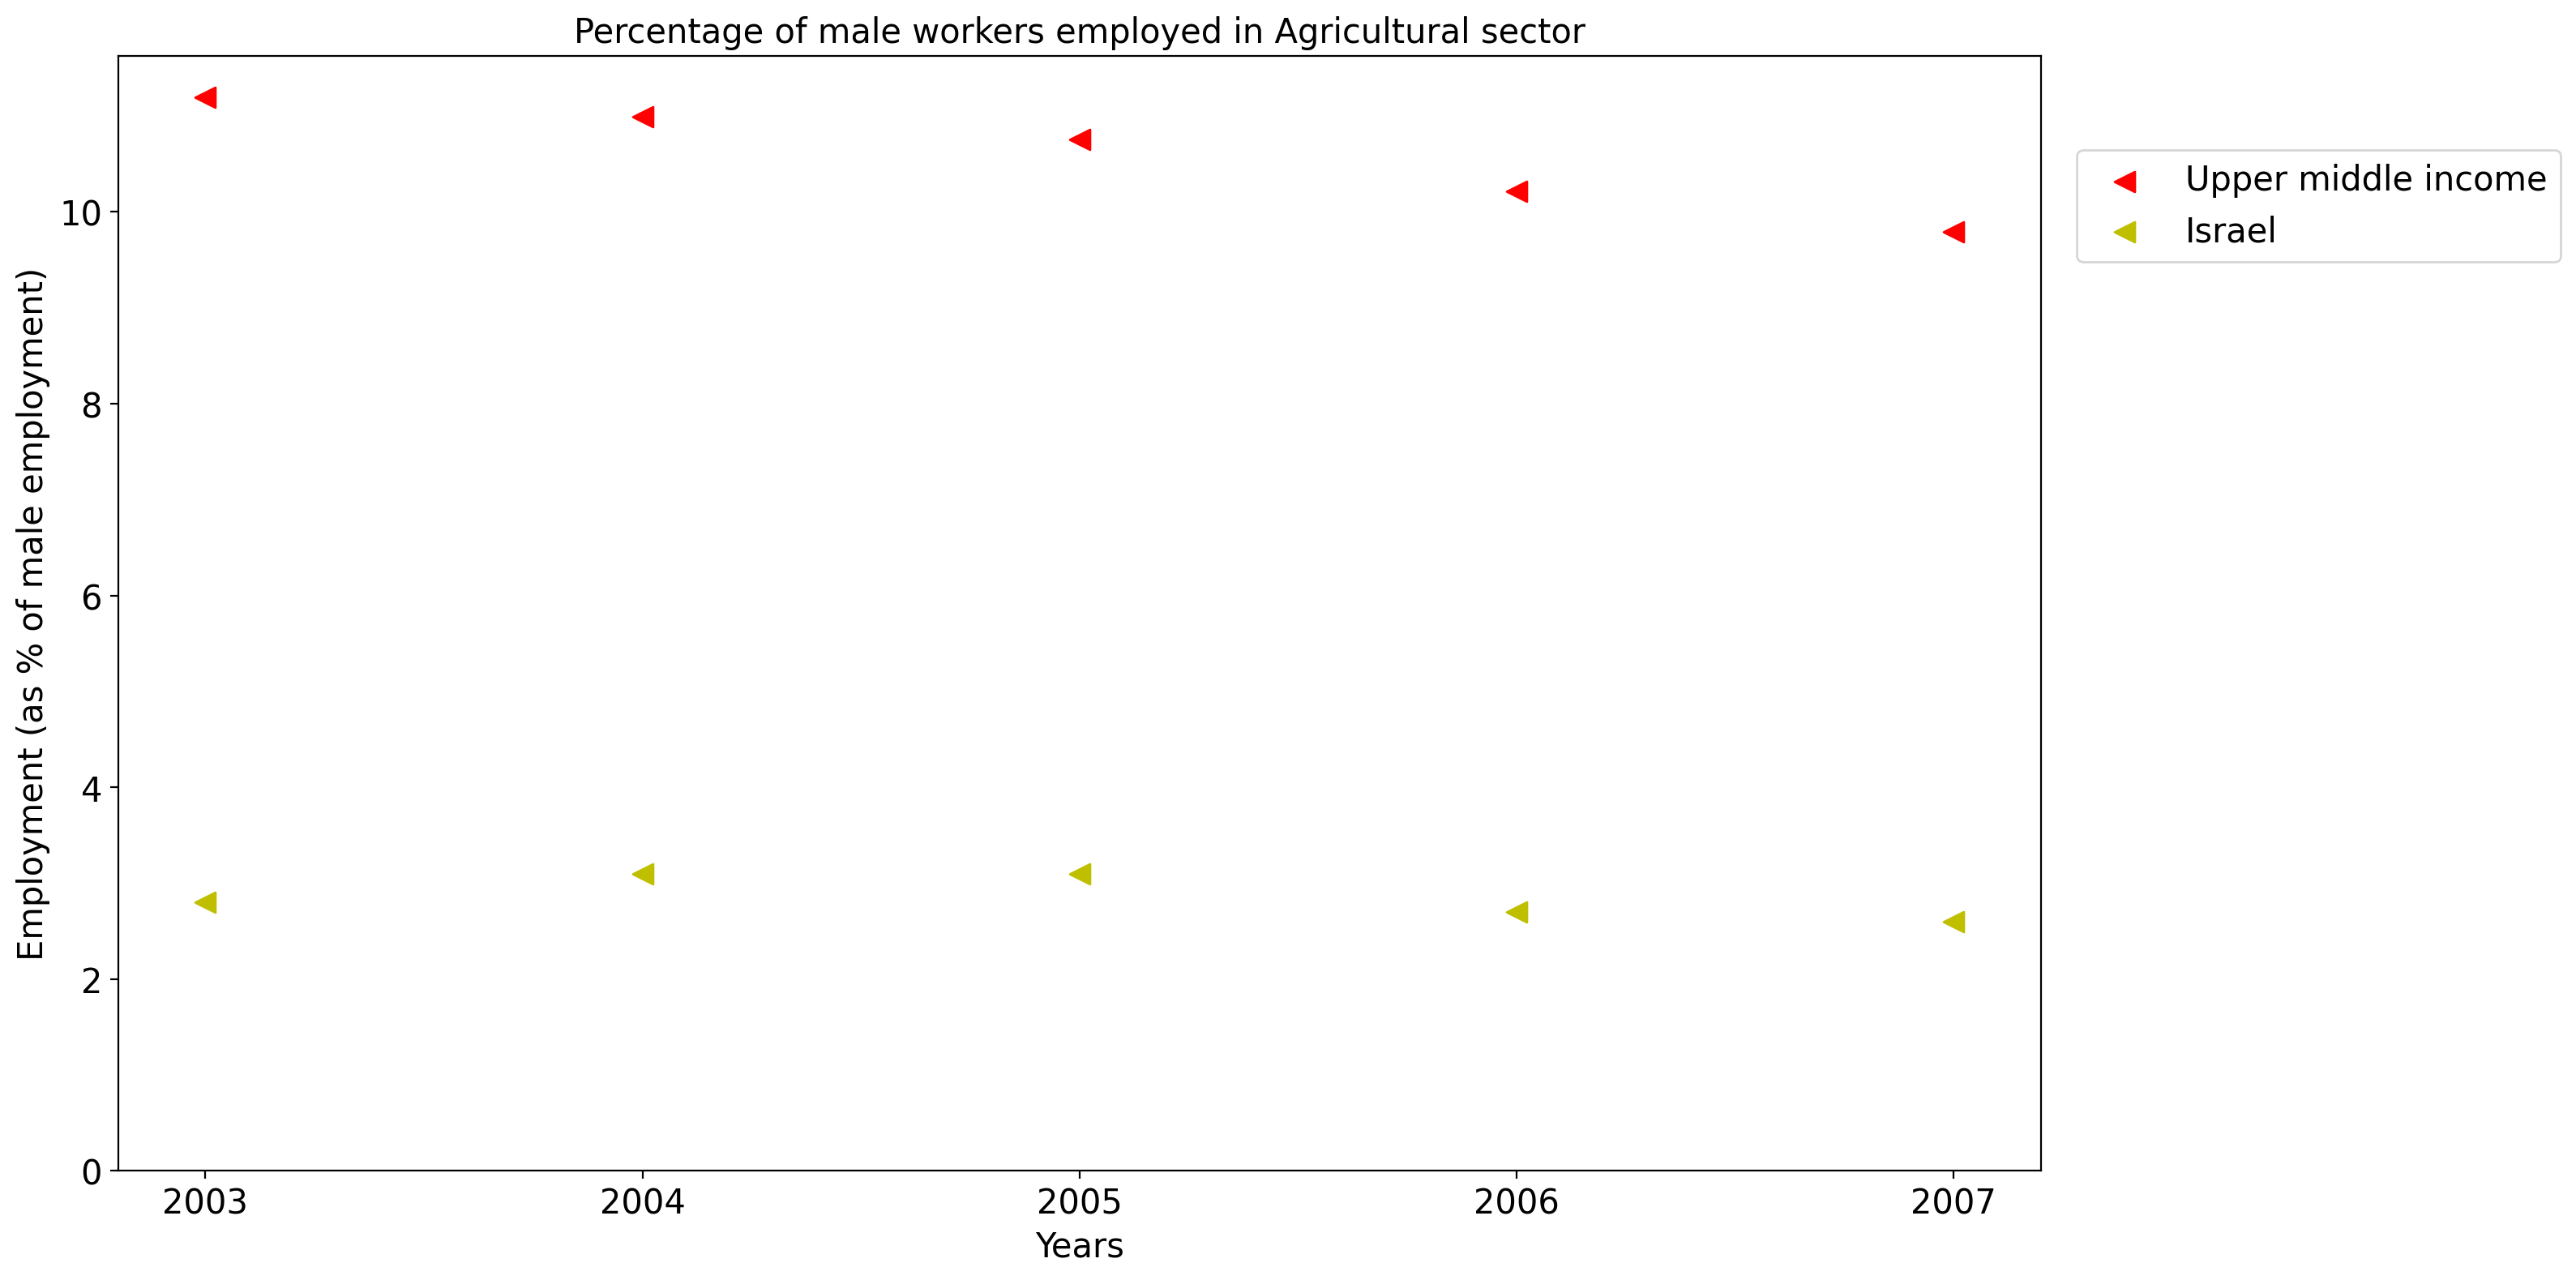 Percentage of male workers employed in Agricultural sector
Employment (as % of male employment)
10
8
6
4
2
0
2003 2004 2005 2006 2007
Years
Upper middle income
Israel